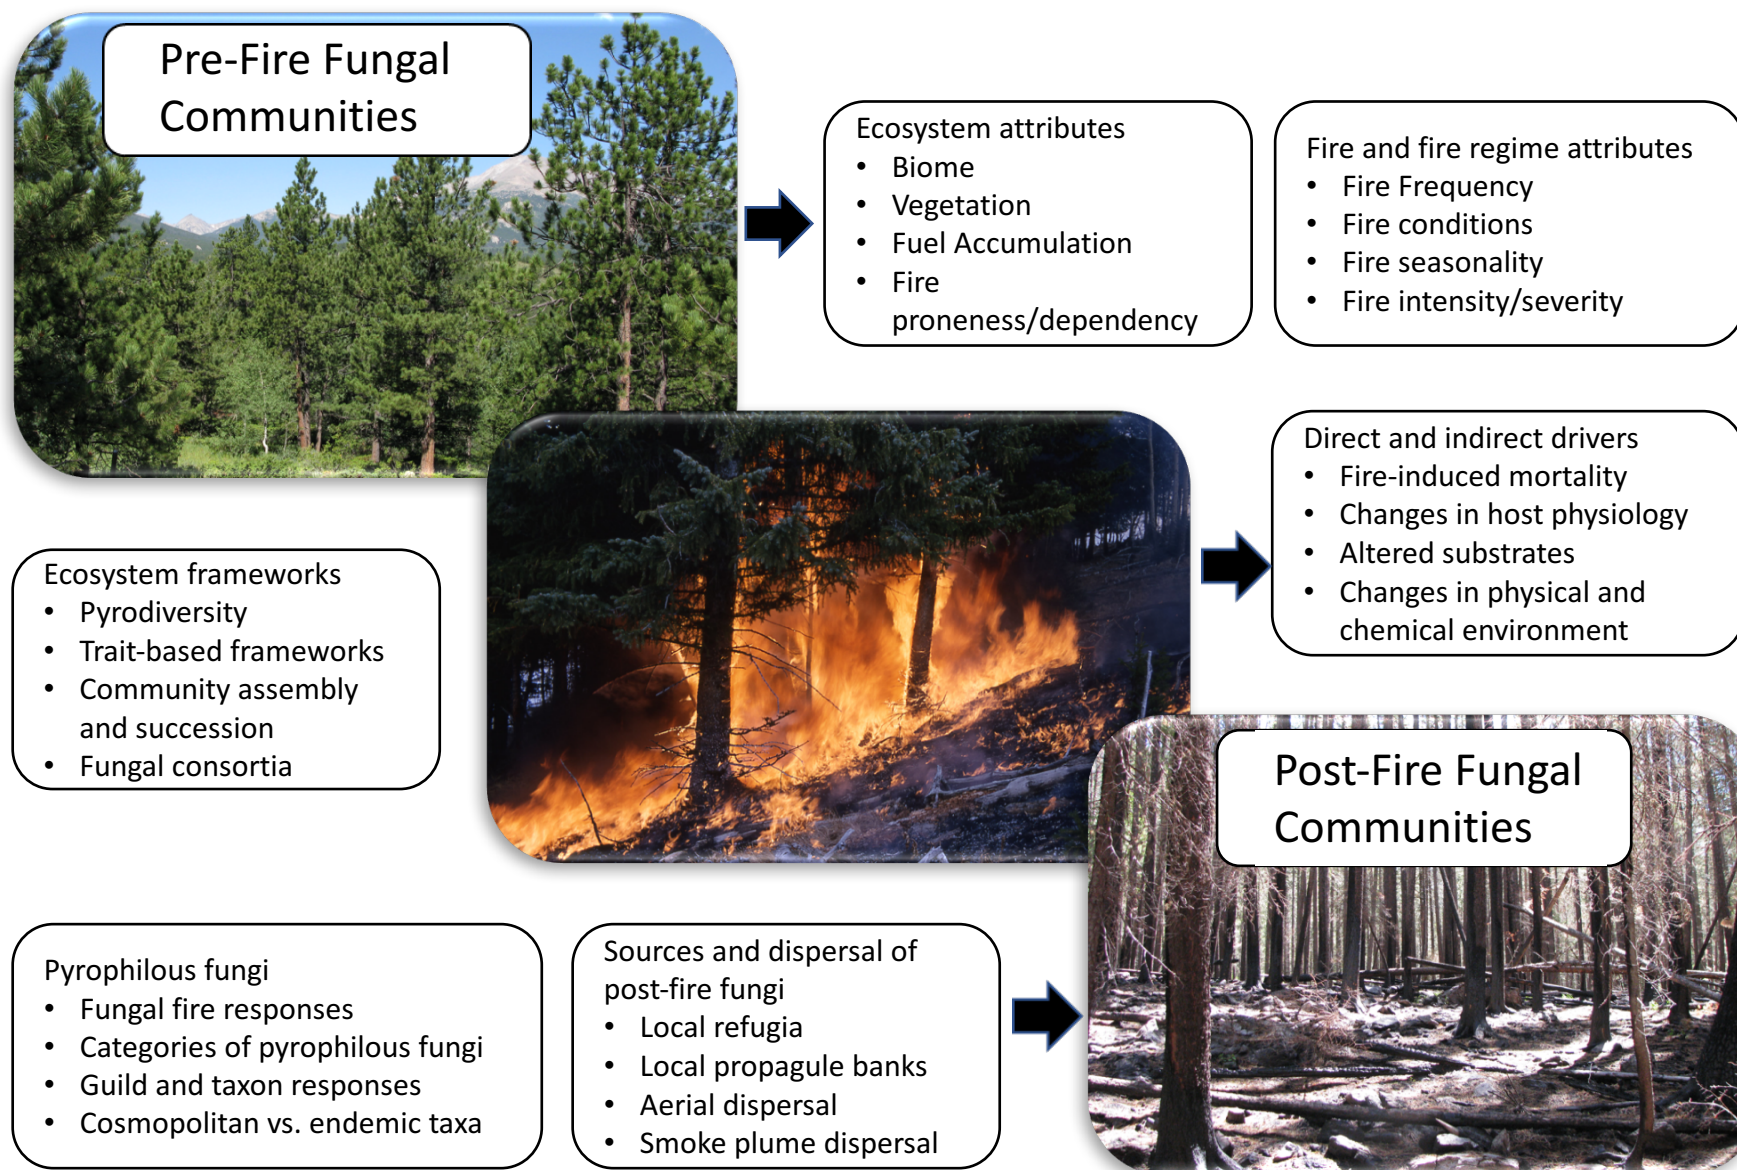 Pre-Fire Fungal
Communities
Ecosystem attributes
• Biome
• Vegetation
• Fuel Accumulation
• Fire
proneness/dependency
Fire and fire regime attributes
• Fire Frequency
• Fire conditions
• Fire seasonality
• Fire intensity/severity
Direct and indirect drivers
• Fire-induced mortality
• Changes in host physiology
• Altered substrates
• Changes in physical and
chemical environment
Ecosystem frameworks
• Pyrodiversity
• Trait-based frameworks
• Community assembly
and succession
• Fungal consortia
Post-Fire Fungal
Communities
Pyrophilous fungi
• Fungal fire responses
• Categories of pyrophilous fungi
• Guild and taxon responses
• Cosmopolitan vs. endemic taxa
Sources and dispersal of
post-fire fungi
• Local refugia
• Local propagule banks
• Aerial dispersal
• Smoke plume dispersal